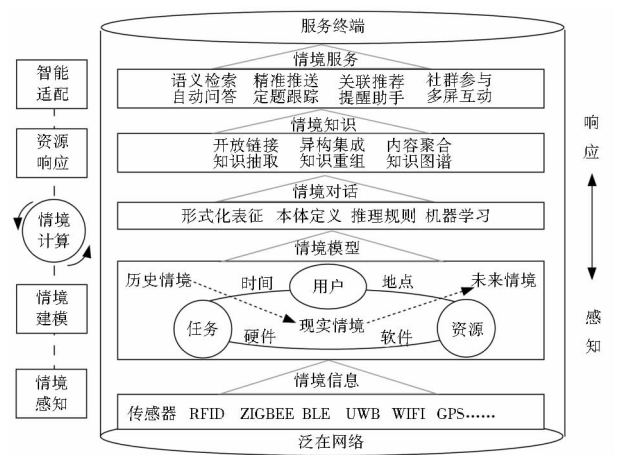 服务终端
情境服务
智能
适配
语义检索 精准推送 关联推荐 社群参与
自动问答 定题跟踪 提醒助手 多屏互动
情境知识
资源
响应
开放链接 异构集成 内容聚合
知识抽取 知识重组 知识图谱
响
应
情境对话
情境
计算
形式化表征 本体定义 推理规则 机器学习
情境模型
历史情境 时间 用户 地点 未来情境
情境
建模
任务 现实情境 资源
硬件 软件
感
知
情境信息
情境
感知
传感器 RFID ZIGBEE BLE UWB WIFI GPS……
泛在网络